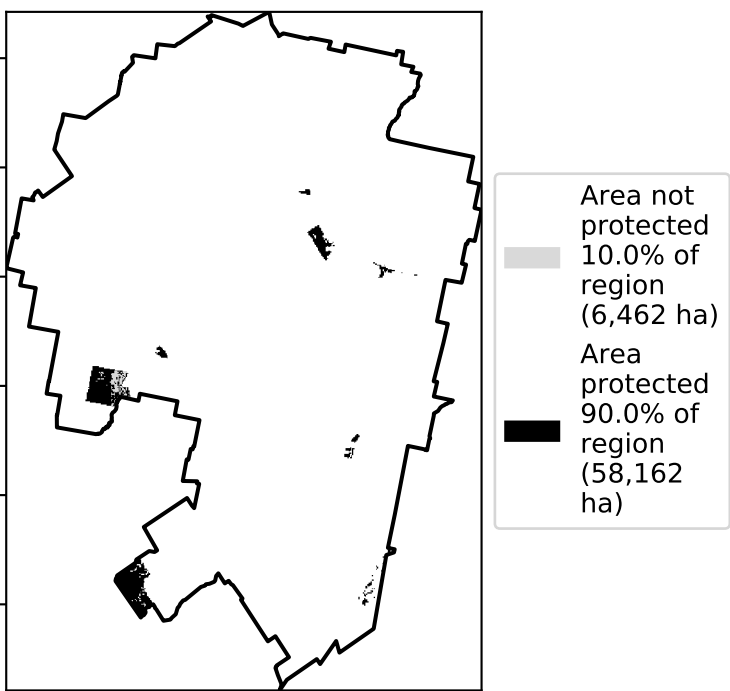 Area not
protected
10.0% of
region
(6,462 ha)
Area
protected
90.0% of
region
(58,162
ha)